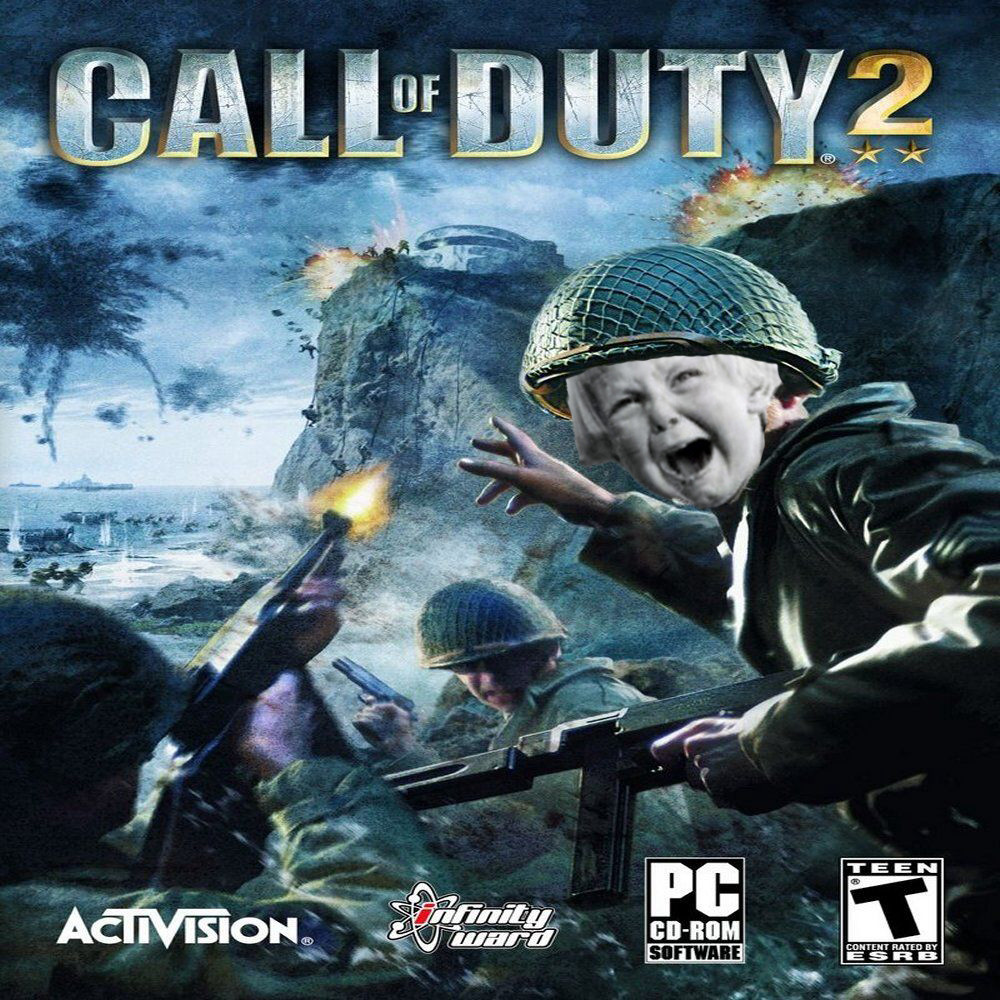 CALL OF DUTY 2
ACTIVISION®
infinity
ward
PC
CD-ROM
SOFTWARE
TEEN
T
CONTENT RATED BY
ESRB